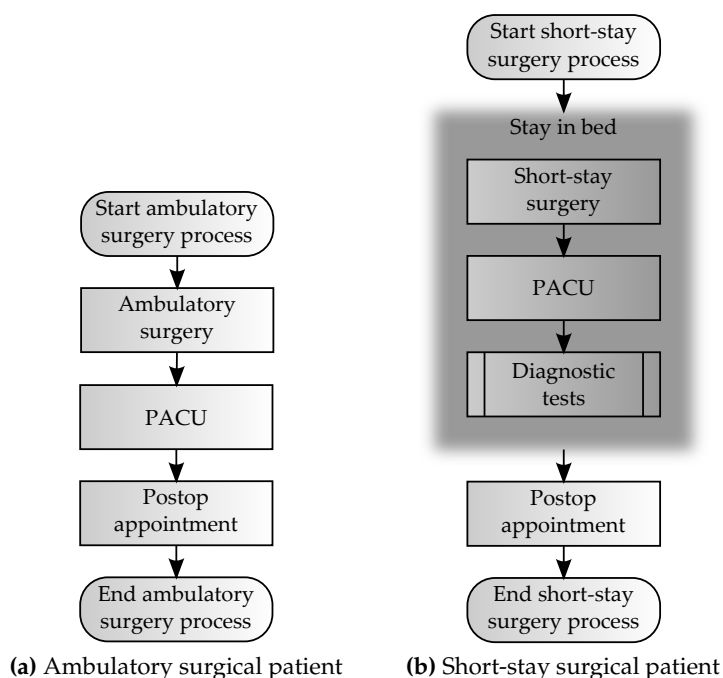 Start ambulatory
surgery process
Ambulatory
surgery
PACU
Postop
appointment
End ambulatory
surgery process
(a) Ambulatory surgical patient
Start short-stay
surgery process
Stay in bed
Short-stay
surgery
PACU
Diagnostic
tests
Postop
appointment
End short-stay
surgery process
(b) Short-stay surgical patient